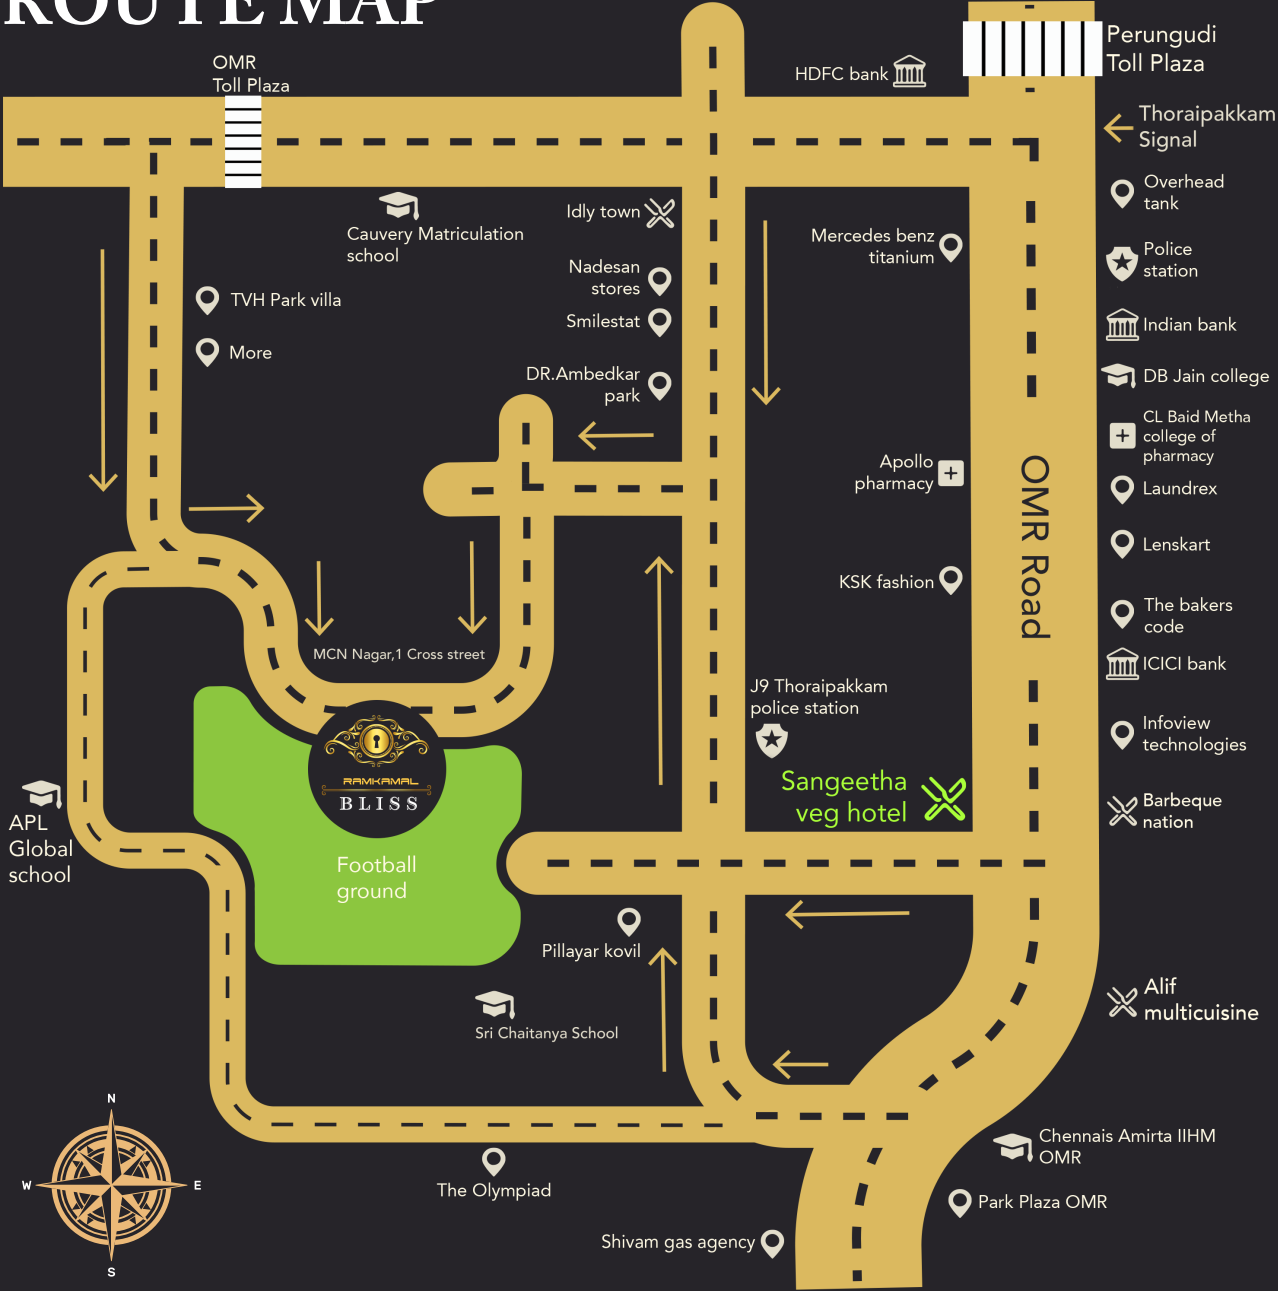 ROUTE MAP
OMR
Toll Plaza
HDFC bank
Perungudi
Toll Plaza
Thoraipakkam
Signal
Cauvery Matriculation
school
Idly town
Nadesan
stores
Smilestat
DR.Ambedkar
park
Mercedes benz
titanium
Overhead
tank
Police
station
Indian bank
DB Jain college
CL Baid Metha
college of
pharmacy
Laundrex
Lenskart
The bakers
code
ICICI bank
Infoview
technologies
Barbeque
nation
TVH Park villa
More
Apollo
pharmacy
KSK fashion
OMR Road
MCN Nagar,1 Cross street
J9 Thoraipakkam
police station
Sangeetha
veg hotel
RAMKAMAL
BLISS
Football
ground
APL
Global
school
Pillayar kovil
Sri Chaitanya School
Alif
multicuisine
The Olympiad
Chennais Amirta IIHM
OMR
Park Plaza OMR
Shivam gas agency
N
W
E
S